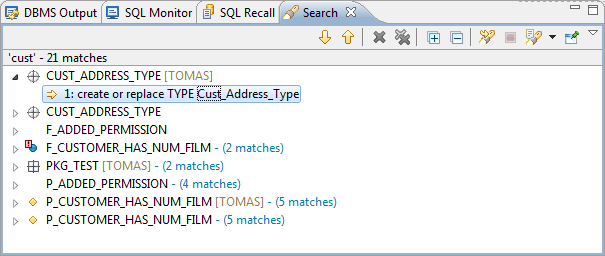 DBMS Output SQL Monitor SQL Recall Search
'cust' - 21 matches
CUST_ADDRESS_TYPE [TOMAS]
1: create or replace TYPE Cust_Address_Type
CUST_ADDRESS_TYPE
F_ADDED_PERMISSION
F_CUSTOMER_HAS_NUM_FILM - (2 matches)
PKG_TEST [TOMAS] - (2 matches)
P_ADDED_PERMISSION - (4 matches)
P_CUSTOMER_HAS_NUM_FILM [TOMAS] - (5 matches)
P_CUSTOMER_HAS_NUM_FILM - (5 matches)